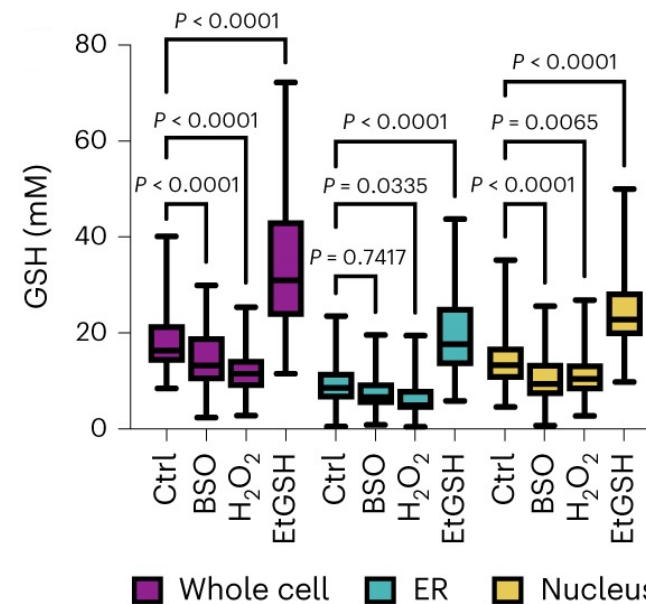 P < 0.0001
80
P < 0.0001
P < 0.0001
P < 0.0001
P = 0.0065
60
P < 0.0001
P = 0.0335
P < 0.0001
GSH (mM)
40
P = 0.7417
20
0
Ctrl
BSO
H₂O₂
EtGSH
Ctrl
BSO
H₂O₂
EtGSH
Ctrl
BSO
H₂O₂
EtGSH
Whole cell
ER
Nucleus